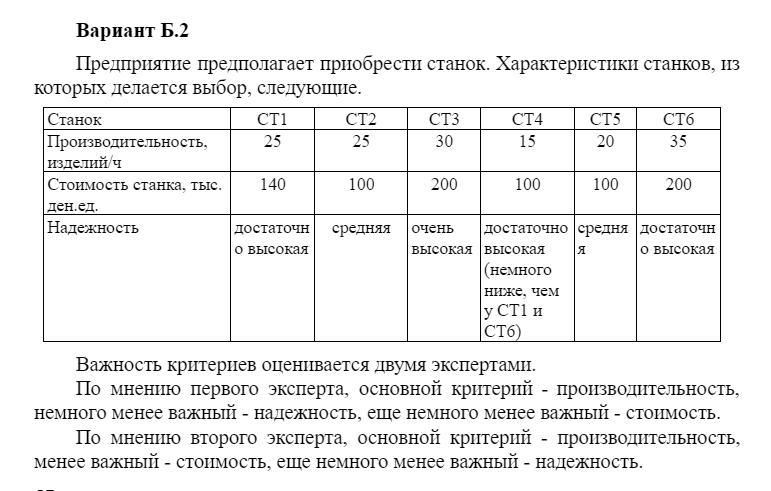 Вариант Б.2
Предприятие предполагает приобрести станок. Характеристики станков, из
которых делается выбор, следующие.
Станок СТ1 СТ2 СТ3 СТ4 СТ5 СТ6
Производительность, 25 25 30 15 20 35
изделий/ч
Стоимость станка, тыс. 140 100 200 100 100 200
ден.ед.
Надежность достаточн средняя очень достаточно средня достаточн
о высокая высокая высокая я о высокая
(немного
ниже, чем
у СТ1 и
СТ6)
Важность критериев оценивается двумя экспертами.
По мнению первого эксперта, основной критерий - производительность,
немного менее важный - надежность, еще немного менее важный - стоимость.
По мнению второго эксперта, основной критерий - производительность,
менее важный - стоимость, еще немного менее важный - надежность.